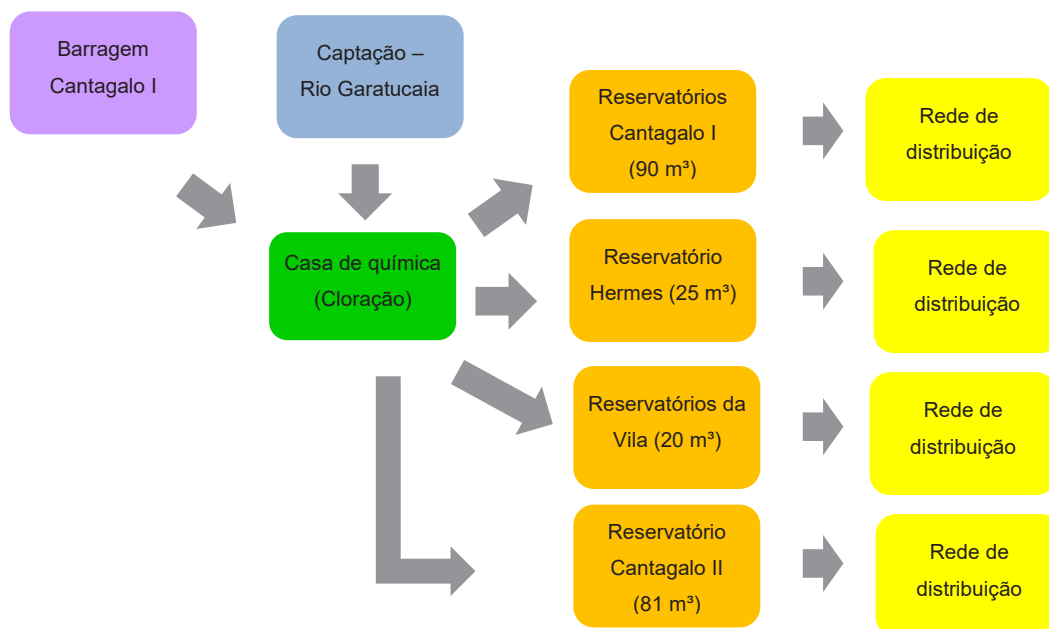 Barragem
Cantagalo I
Captação –
Rio Garatucaia
Casa de química
(Cloração)
Reservatórios
Cantagalo I
(90 m³)
Rede de
distribuição
Reservatório
Hermes (25 m³)
Rede de
distribuição
Reservatórios da
Vila (20 m³)
Rede de
distribuição
Reservatório
Cantagalo II
(81 m³)
Rede de
distribuição